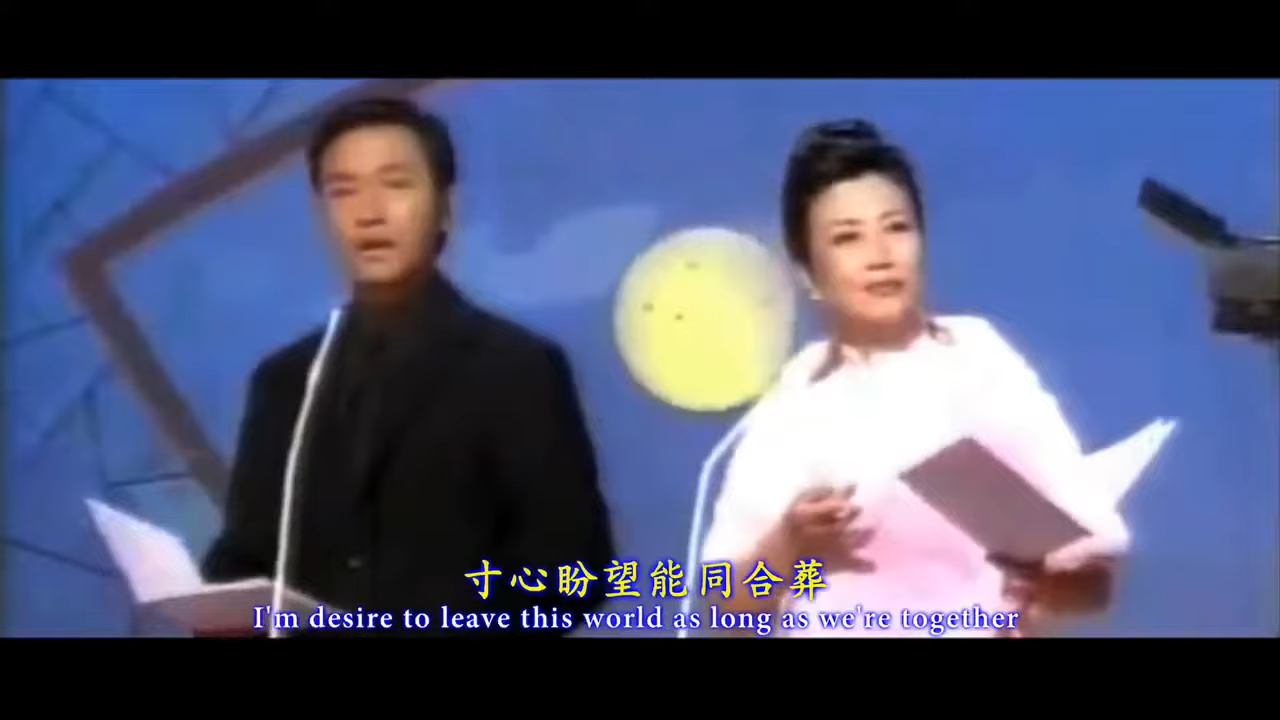 寸心盼望能同合葬
I'm desire to leave this world as long as we're together